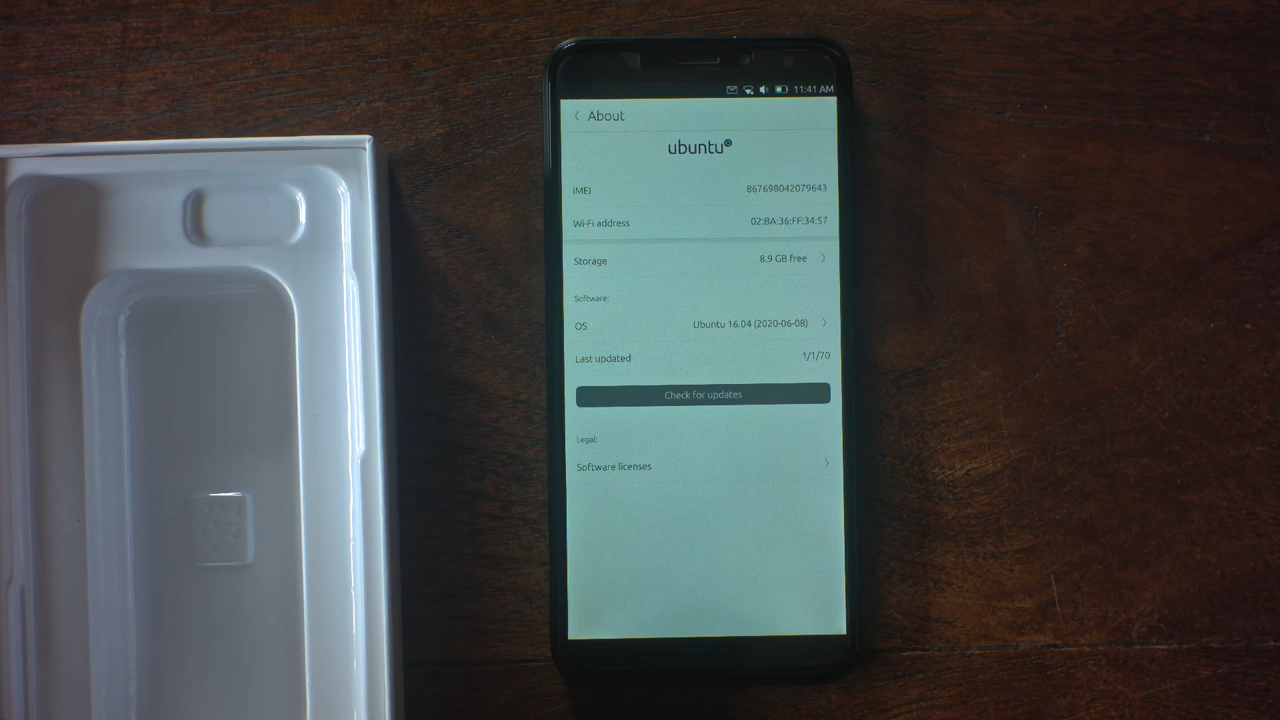 11:41 AM
About
ubuntu
IMEI 867698042079643
Wi-Fi address 02:BA:36:FF:34:57
Storage 8.9 GB free
Software:
OS Ubuntu 16.04 (2020-06-08)
Last updated 1/1/70
Check for updates
Legal:
Software licenses